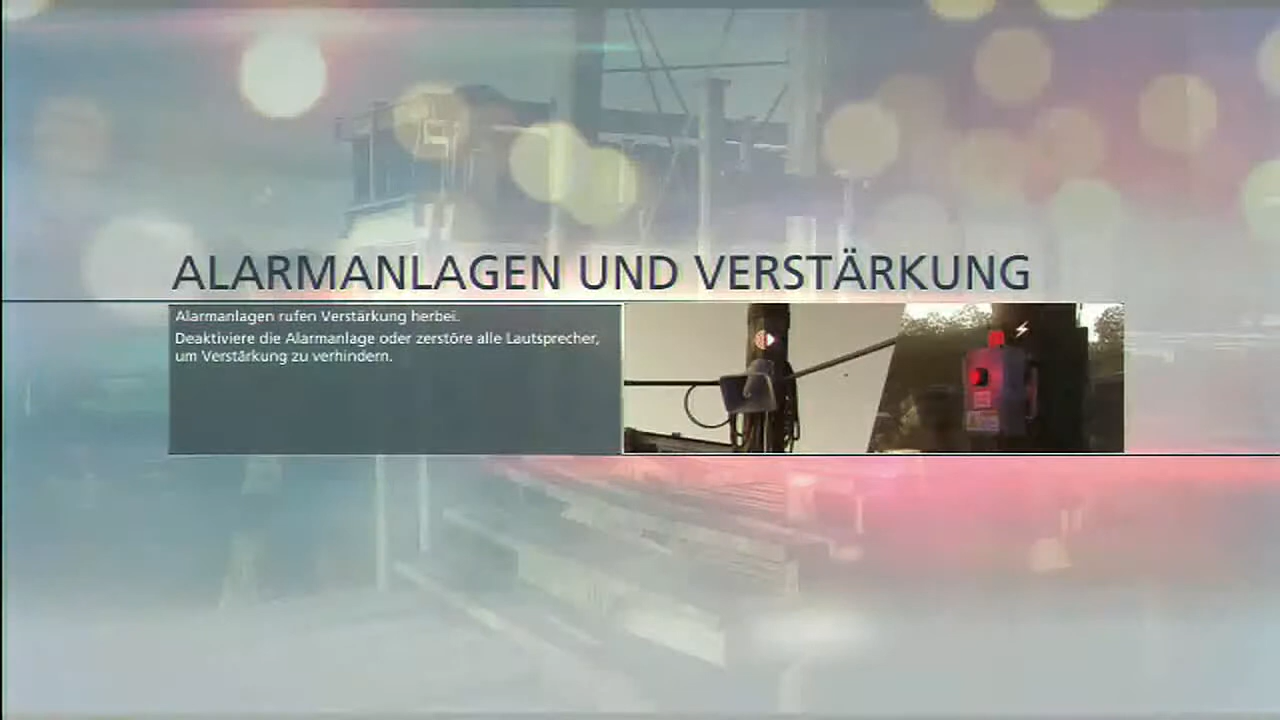 ALARMANLAGEN UND VERSTÄRKUNG
Alarmanlagen rufen Verstärkung herbei.
Deaktiviere die Alarmanlage oder zerstöre alle Lautsprecher,
um Verstärkung zu verhindern.